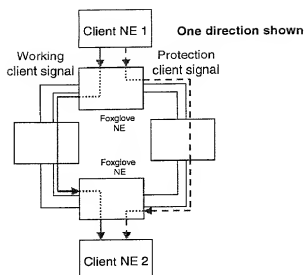 Client NE 1
One direction shown
Working
client signal
Protection
client signal
Foxglove
NE
Foxglove
NE
Client NE 2